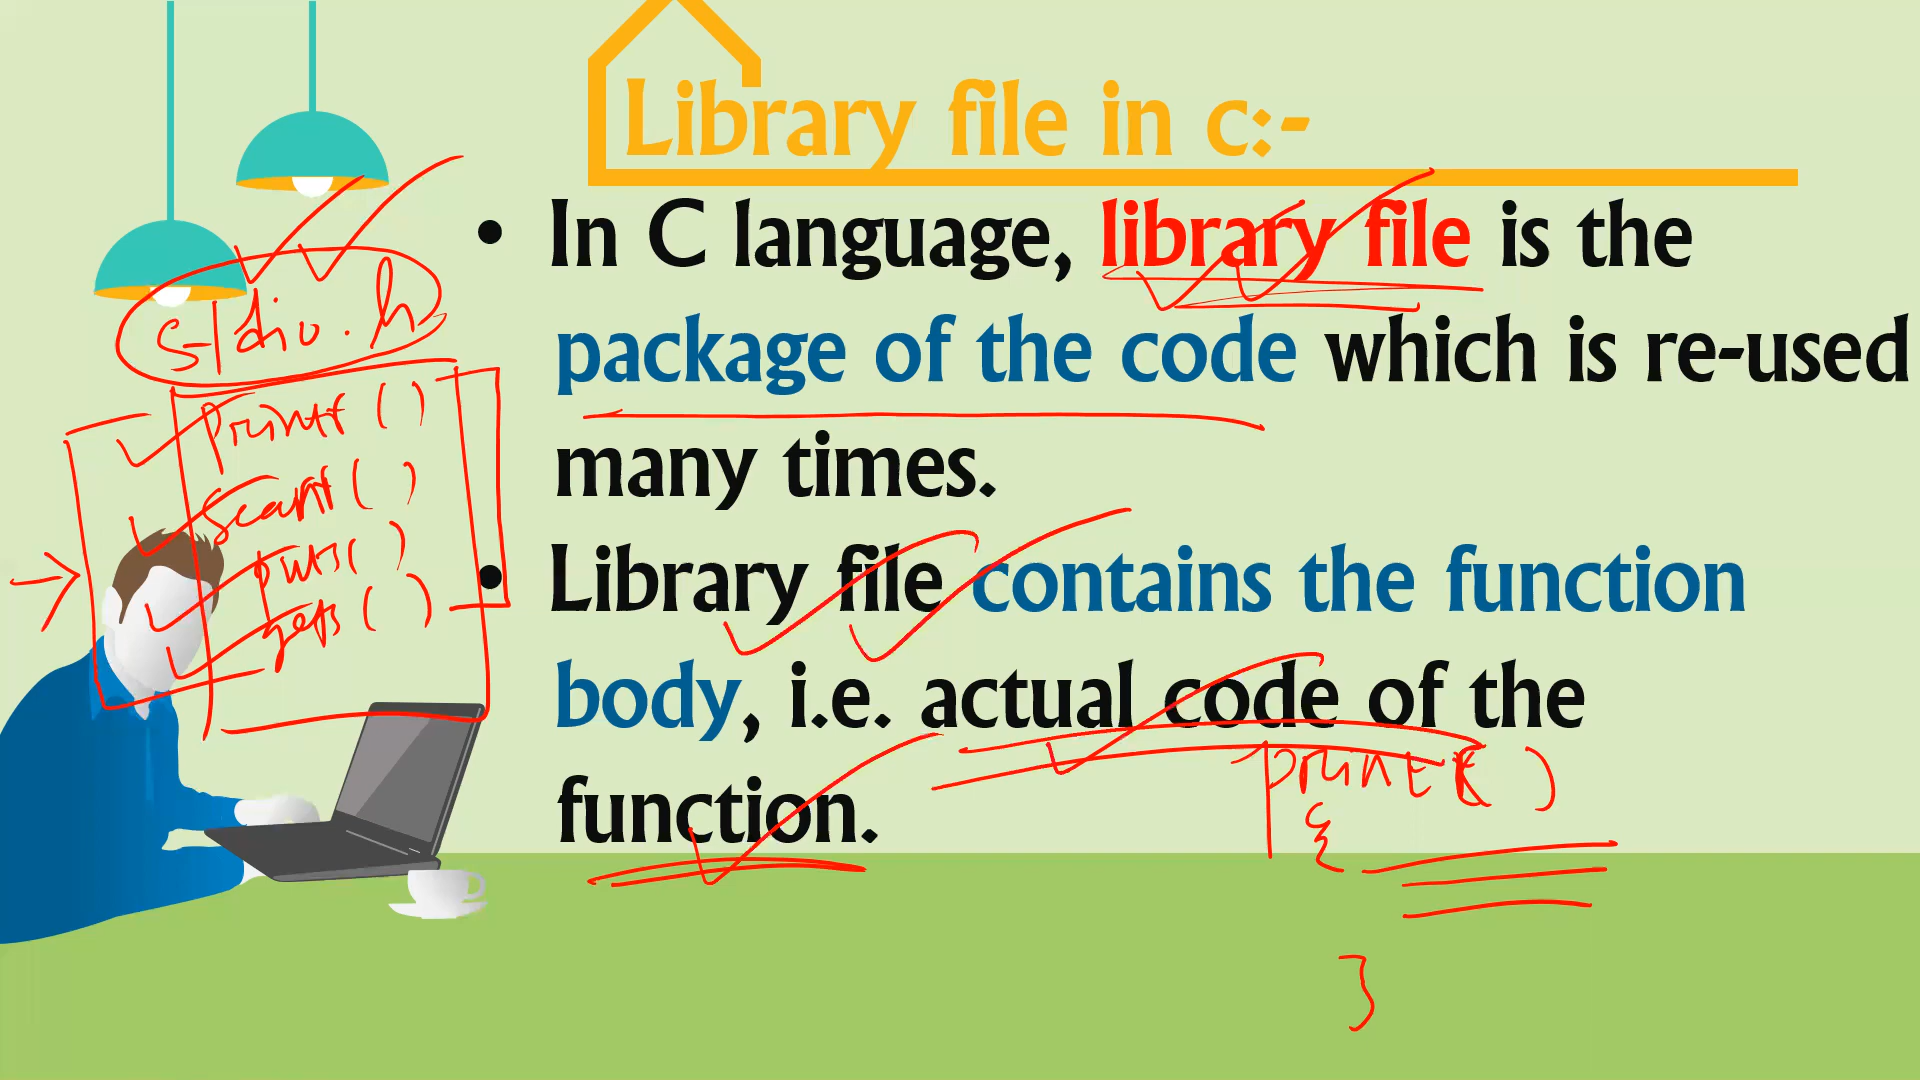 Library file in c:-
• In C language, library file is the
package of the code which is re-used
many times.
• Library file contains the function
body, i.e. actual code of the
function.
stdio.h
printf()
scanf()
puts()
gets()
printf()
{
}